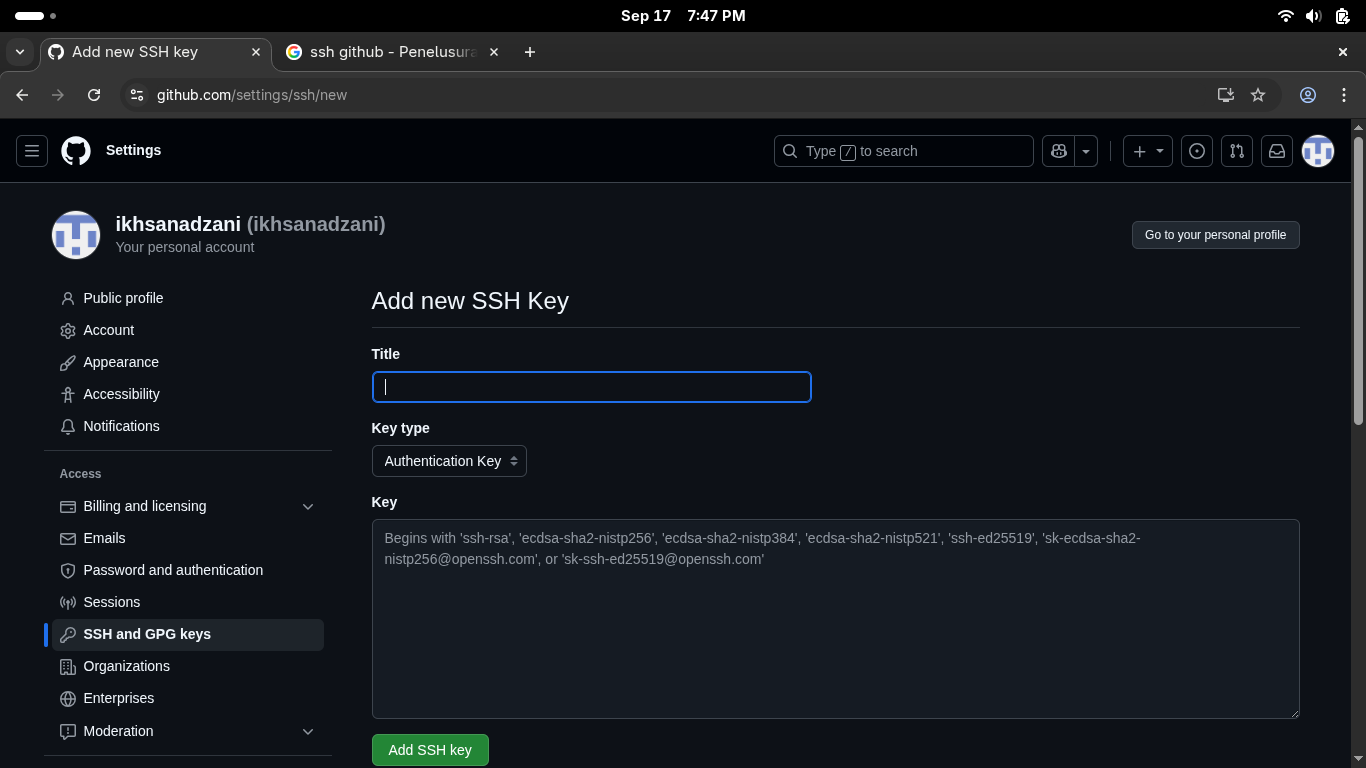 Sep 17 7:47 PM
Add new SSH key
ssh github - Penelusura
github.com/settings/ssh/new
Settings
Type / to search
ikhsanadzani (ikhsanadzani)
Your personal account
Go to your personal profile
Public profile
Account
Appearance
Accessibility
Notifications
Access
Billing and licensing
Emails
Password and authentication
Sessions
SSH and GPG keys
Organizations
Enterprises
Moderation
Add new SSH Key
Title
Key type
Authentication Key
Key
Begins with 'ssh-rsa', 'ecdsa-sha2-nistp256', 'ecdsa-sha2-nistp384', 'ecdsa-sha2-nistp521', 'ssh-ed25519', 'sk-ecdsa-sha2-
nistp256@openssh.com', or 'sk-ssh-ed25519@openssh.com'
Add SSH key